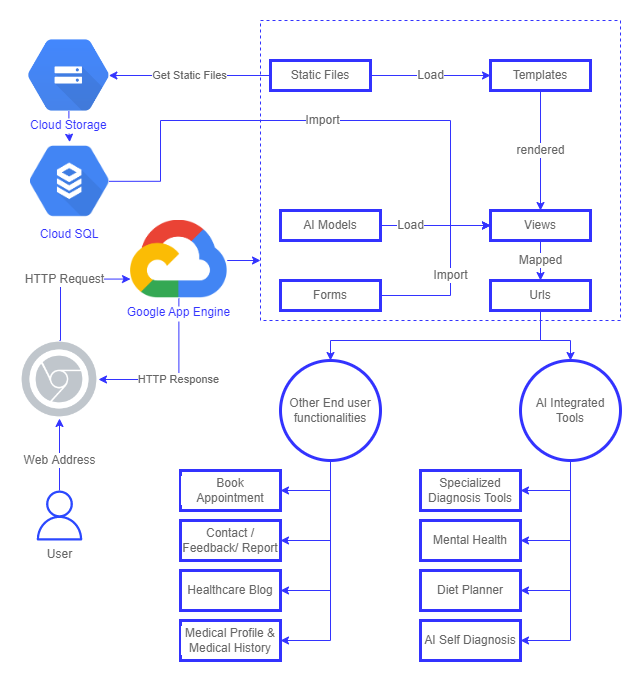 Static Files
Load
Templates
Get Static Files
Cloud Storage
Import
rendered
Cloud SQL
AI Models
Load
Views
Mapped
HTTP Request
Import
Forms
Urls
Google App Engine
HTTP Response
Other End user
functionalities
AI Integrated
Tools
Web Address
User
Book
Appointment
Contact /
Feedback/ Report
Healthcare Blog
Medical Profile &
Medical History
Specialized
Diagnosis Tools
Mental Health
Diet Planner
AI Self Diagnosis